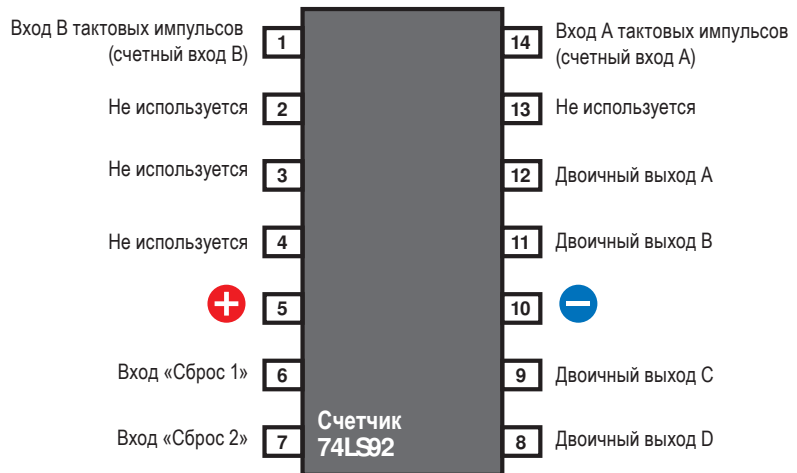 Вход B тактовых импульсов
(счетный вход B)
1
14
Вход A тактовых импульсов
(счетный вход A)
Не используется
2
13
Не используется
Не используется
3
12
Двоичный выход A
Не используется
4
11
Двоичный выход B
+
5
10
−
Вход «Сброс 1»
6
9
Двоичный выход C
Вход «Сброс 2»
7
Счетчик
74LS92
8
Двоичный выход D